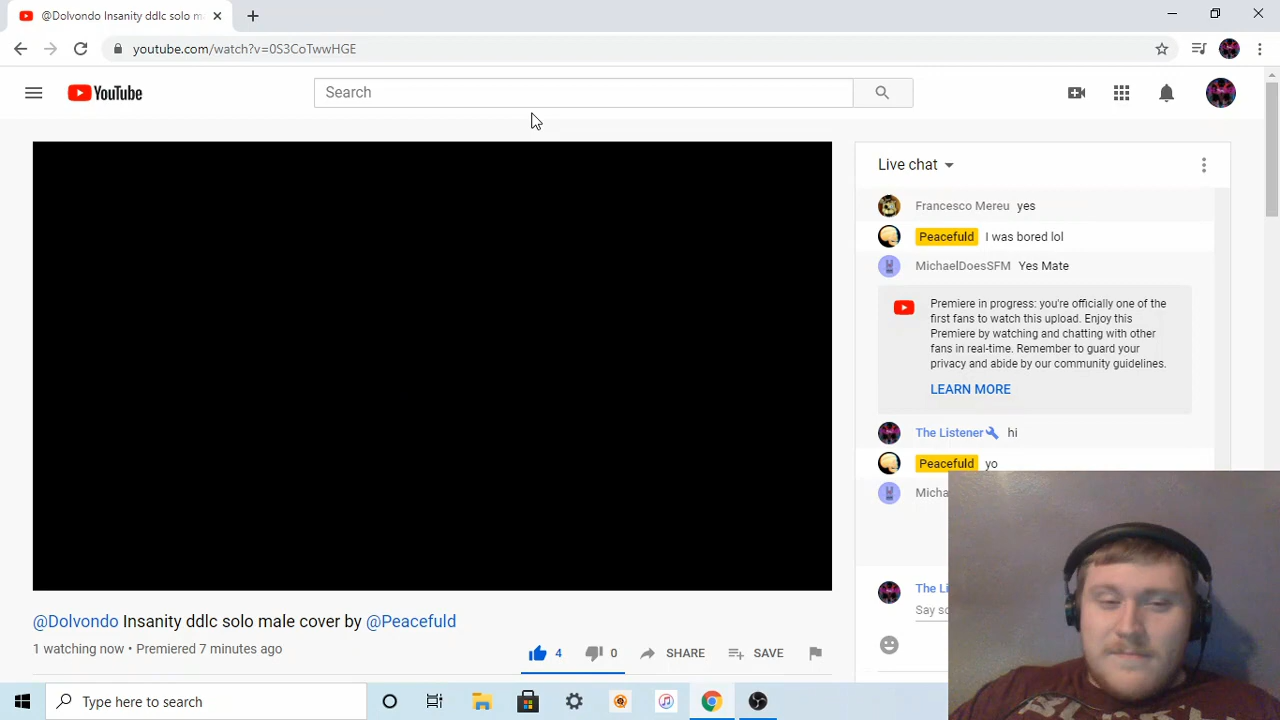 @Dolvondo Insanity ddlc solo m
youtube.com/watch?v=0S3CoTwwHGE
YouTube
Search
Live chat
Francesco Mereu yes
Peacefuld I was bored lol
MichaelDoesSFM Yes Mate
Premiere in progress: you're officially one of the
first fans to watch this upload. Enjoy this
Premiere by watching and chatting with other
fans in real-time. Remember to guard your
privacy and abide by our community guidelines.
LEARN MORE
The Listener hi
Peacefuld yo
Micha
The Li
Say so
@Dolvondo Insanity ddlc solo male cover by @Peacefuld
1 watching now • Premiered 7 minutes ago
4 0 SHARE SAVE
Type here to search